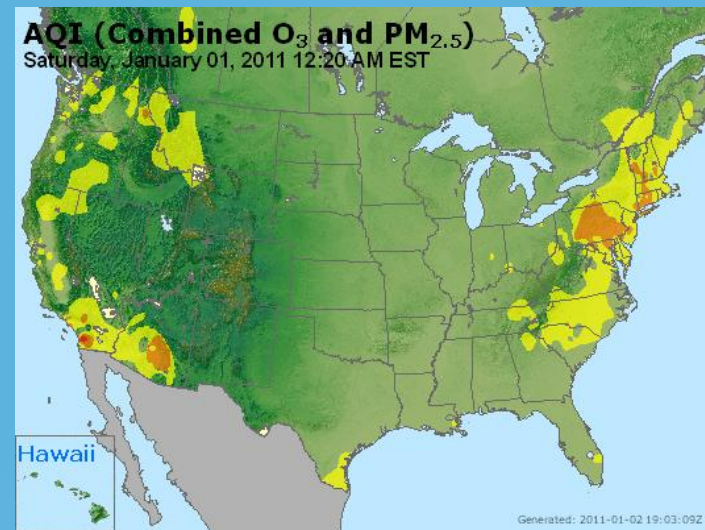 AQI (Combined O₃ and PM₂.₅)
Saturday, January 01, 2011 12:20 AM EST
Hawaii
Generated: 2011-01-02 19:03:09Z